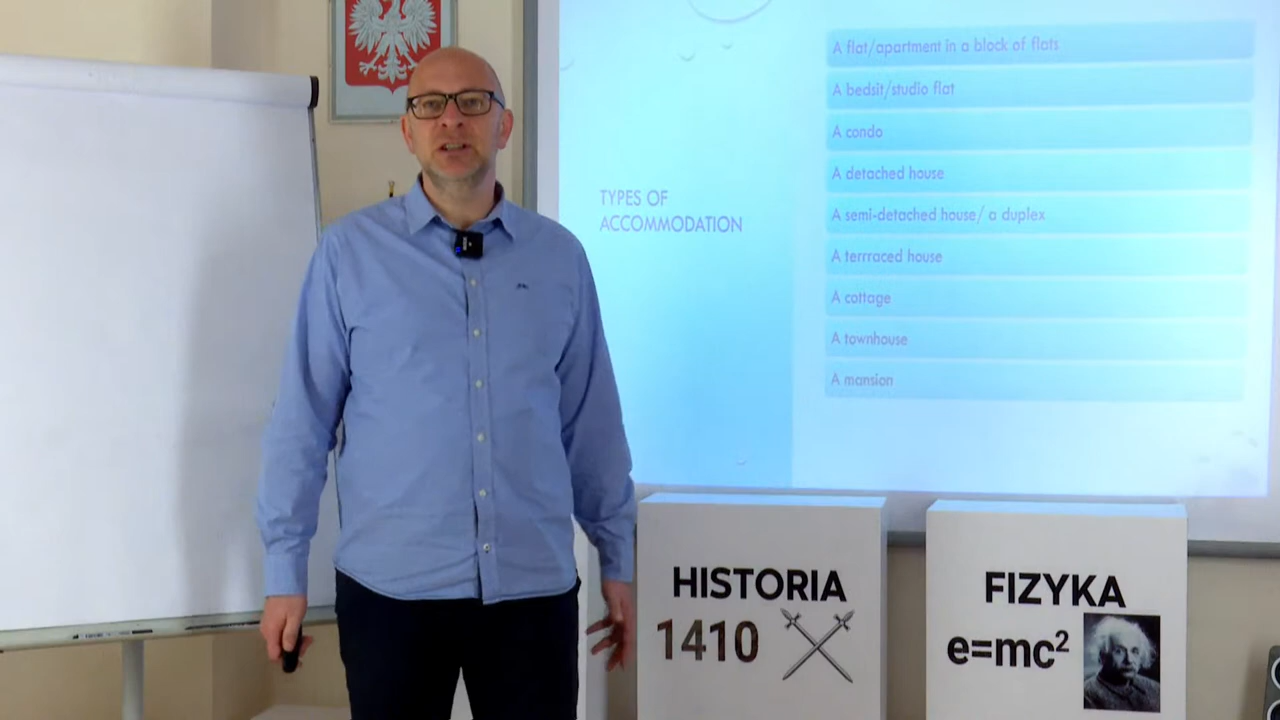 TYPES OF
ACCOMMODATION
A flat/apartment in a block of flats
A bedsit/studio flat
A condo
A detached house
A semi-detached house/ a duplex
A terrraced house
A cottage
A townhouse
A mansion
HISTORIA
1410
FIZYKA
e=mc²